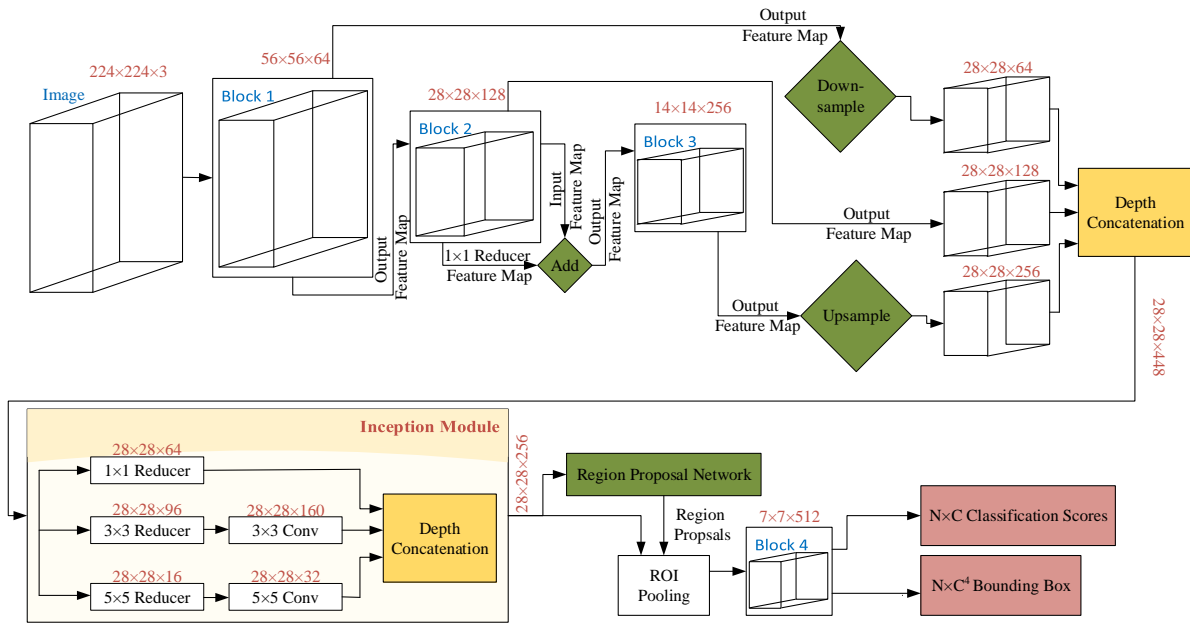 Output
Feature Map
224×224×3
56×56×64
Image
Block 1
28×28×128
Block 2
14×14×256
Block 3
Down-
sample
28×28×64
28×28×128
28×28×256
Output
Feature Map
Input
Feature Map
Output
Feature Map
1×1 Reducer
Feature Map
Add
Output
Feature Map
Output
Feature Map
Upsample
Depth
Concatenation
28×28×448
Inception Module
28×28×64
1×1 Reducer
28×28×96
3×3 Reducer
28×28×160
3×3 Conv
28×28×16
5×5 Reducer
28×28×32
5×5 Conv
Depth
Concatenation
28×28×256
Region Proposal Network
Region
Propsals
ROI
Pooling
7×7×512
Block 4
N×C Classification Scores
N×C⁴ Bounding Box